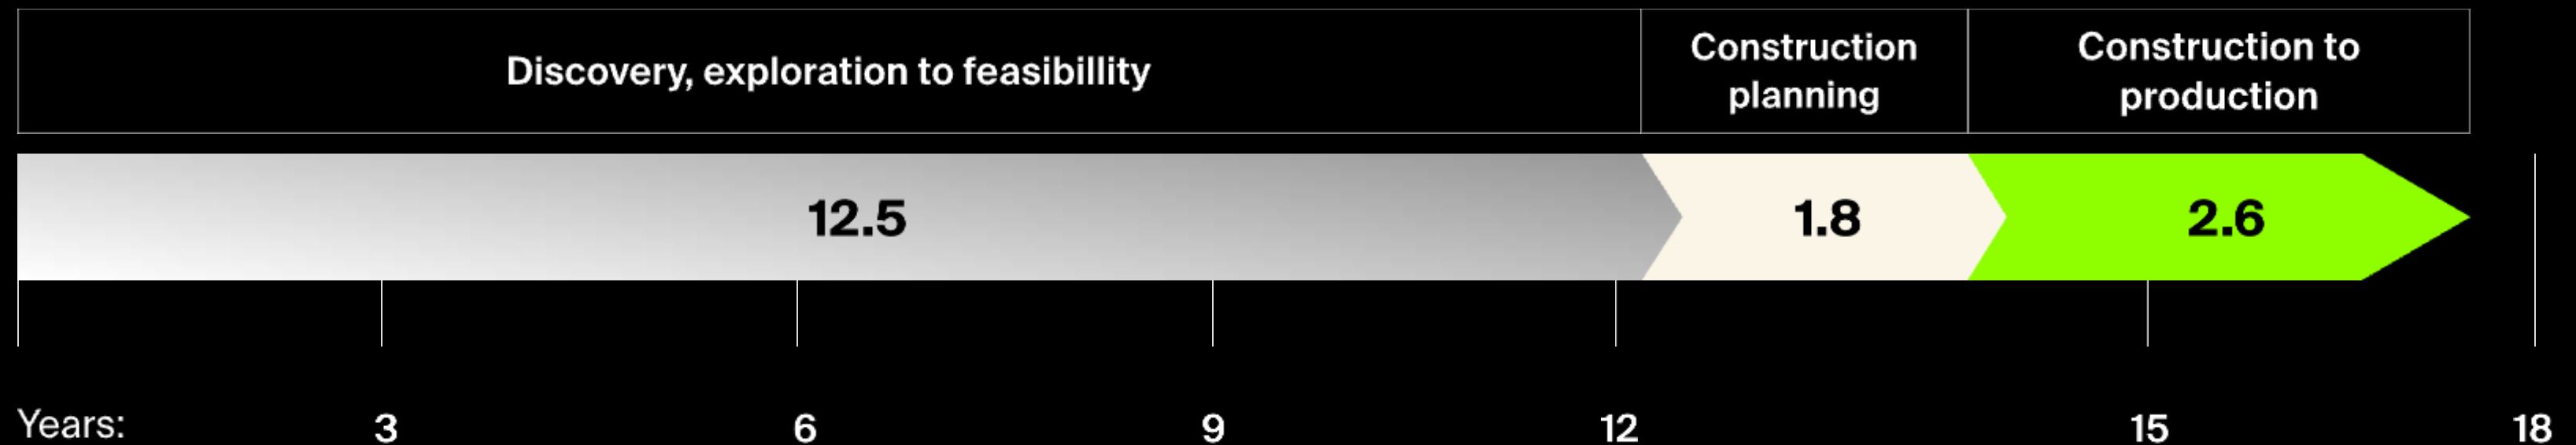 Discovery, exploration to feasibillity
Construction
planning
Construction to
production
12.5
1.8
2.6
Years:
3
6
9
12
15
18